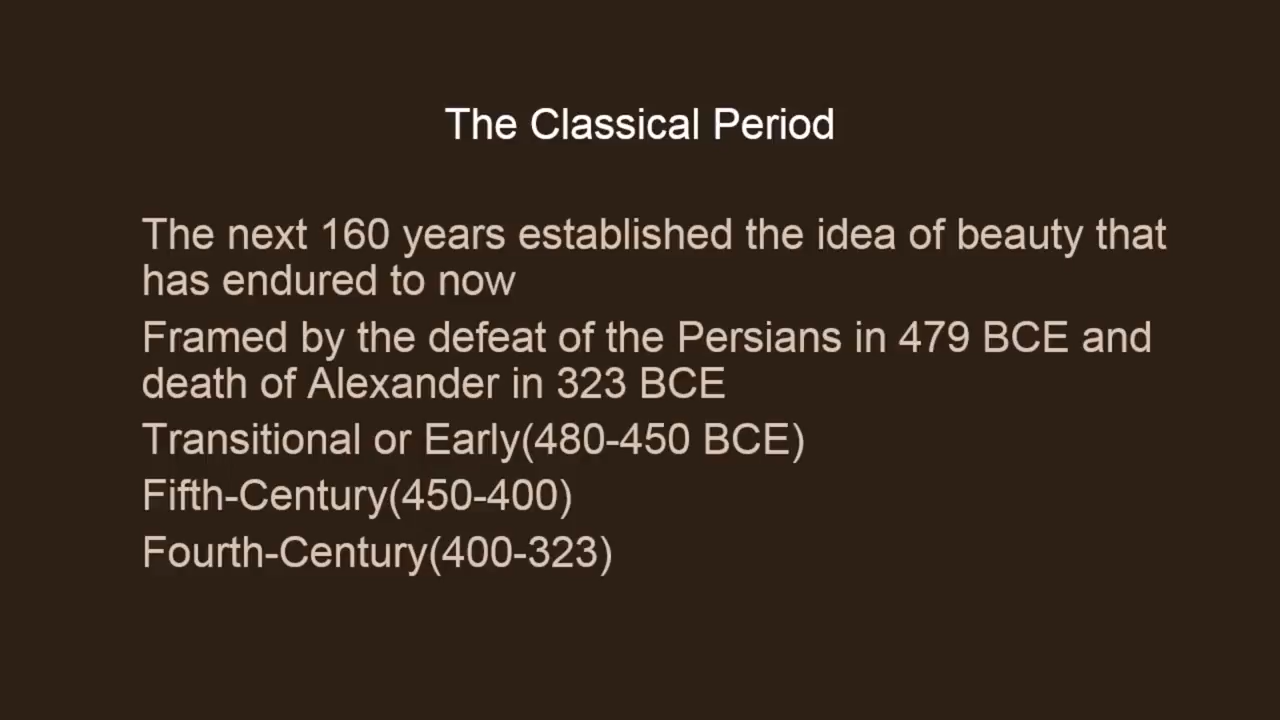 The Classical Period
The next 160 years established the idea of beauty that
has endured to now
Framed by the defeat of the Persians in 479 BCE and
death of Alexander in 323 BCE
Transitional or Early(480-450 BCE)
Fifth-Century(450-400)
Fourth-Century(400-323)